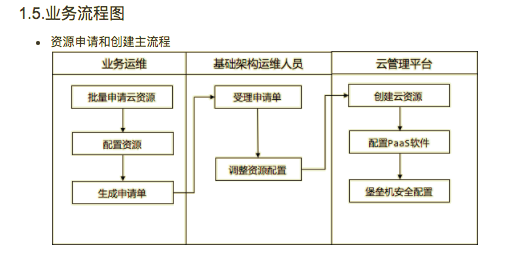 1.5.业务流程图
资源申请和创建主流程
业务运维 基础架构运维人员 云管理平台
批量申请云资源 受理申请单 创建云资源
配置资源 调整资源配置 配置PaaS软件
生成申请单 堡垒机安全配置